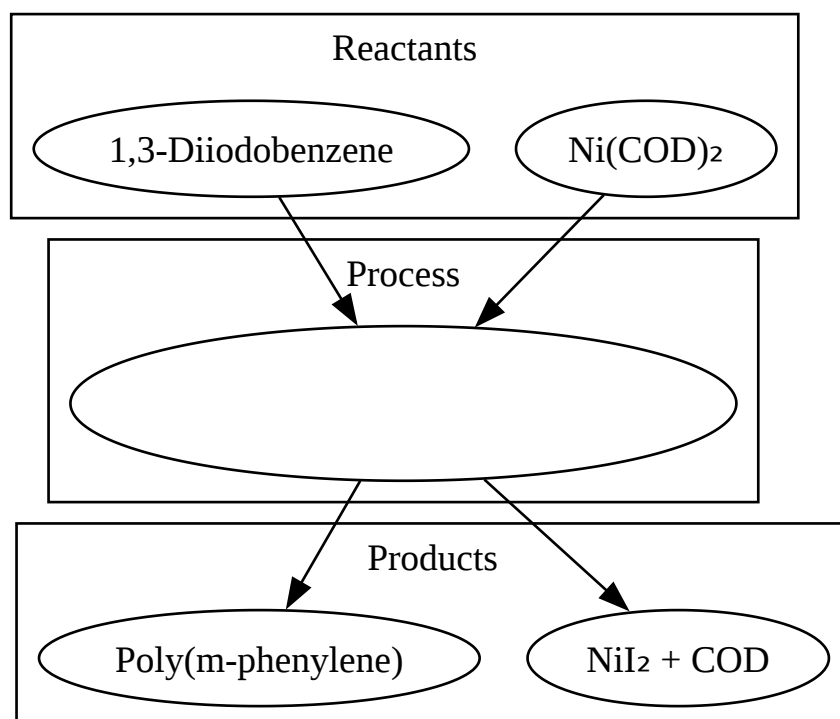 Reactants
1,3-Diiodobenzene
Ni(COD)₂
Process
Products
Poly(m-phenylene)
NiI₂ + COD